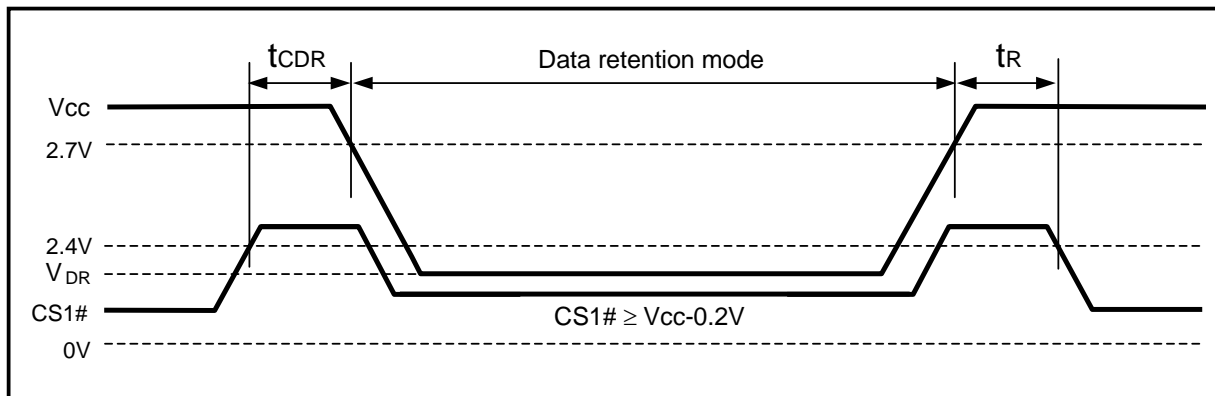 tCDR
Data retention mode
tR
Vcc
2.7V
2.4V
VDR
CS1#
CS1# ≥ Vcc-0.2V
0V